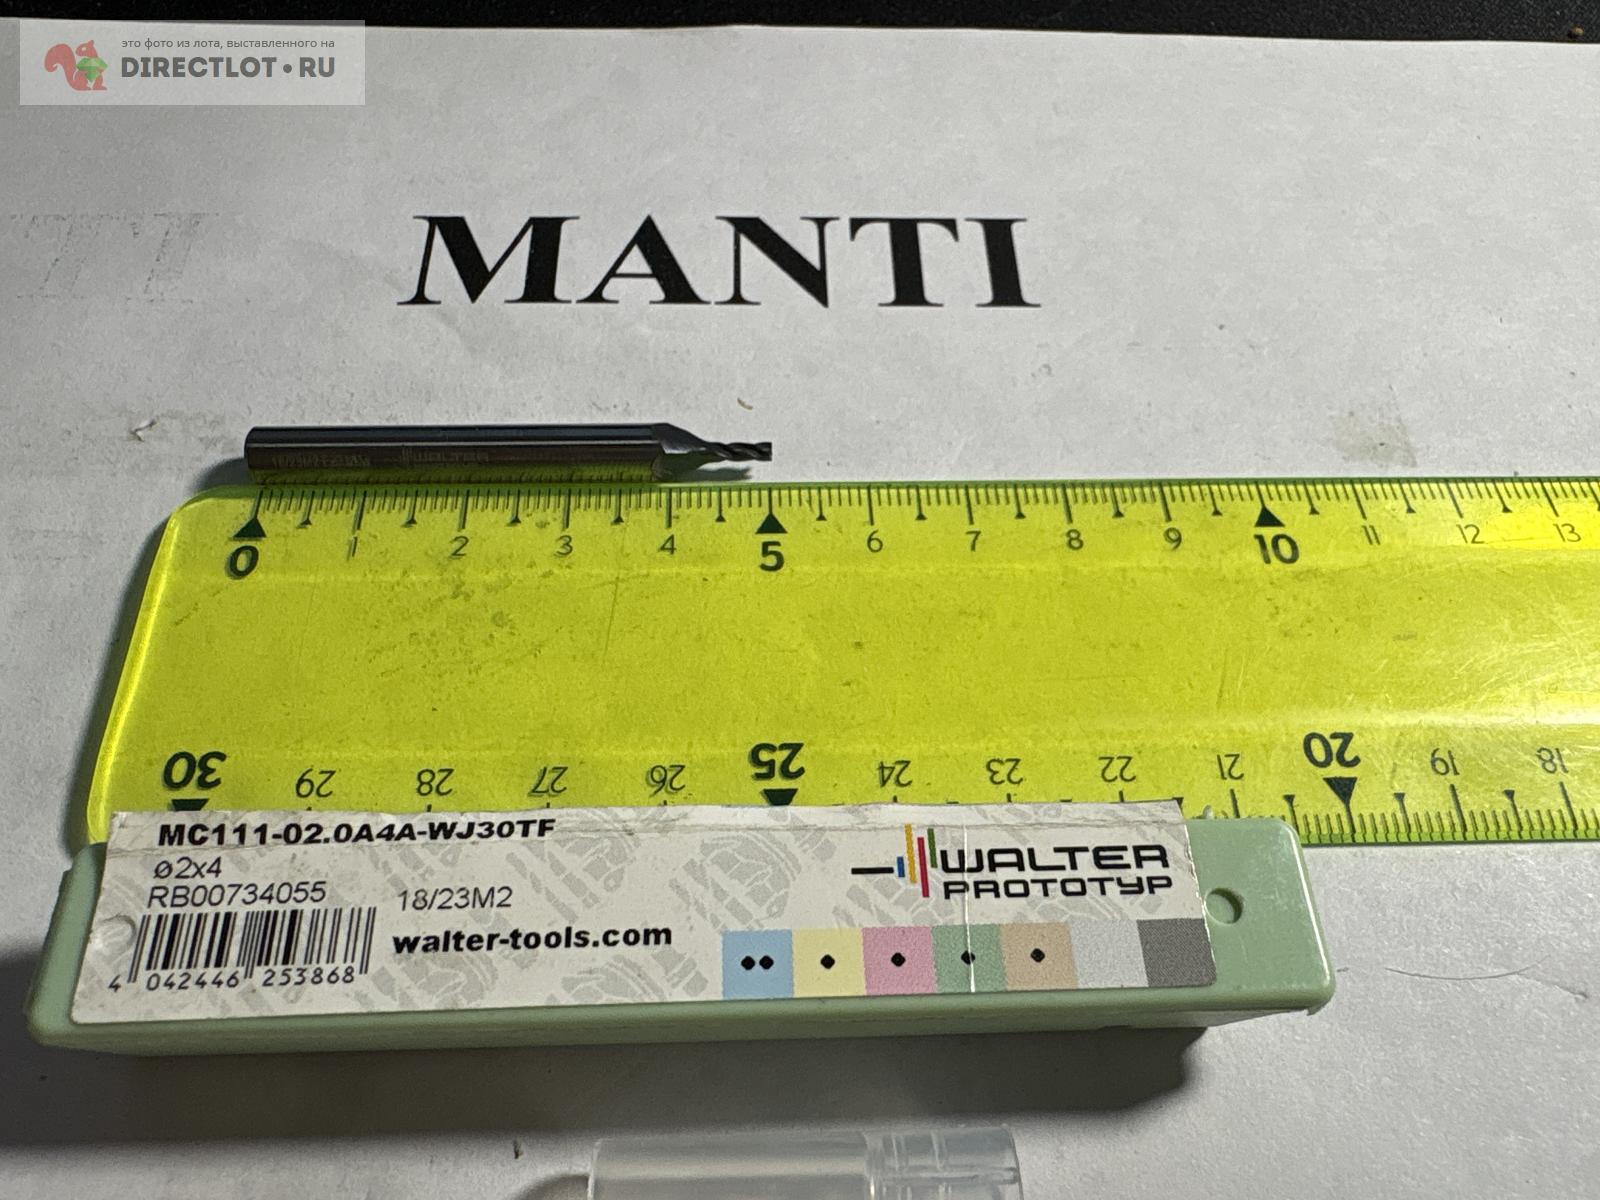 это фото из лота, выставленного на
DIRECTLOT•RU
MANTI
WALTER
0 1 2 3 4 5 6 7 8 9 10 11 12 13
30 29 28 27 26 25 24 23 22 21 20 19 18
MC111-02.0A4A-WJ30TF
ø2x4
RB00734055
18/23M2
walter-tools.com
4 042446 253868
WALTER
PROTOTYP